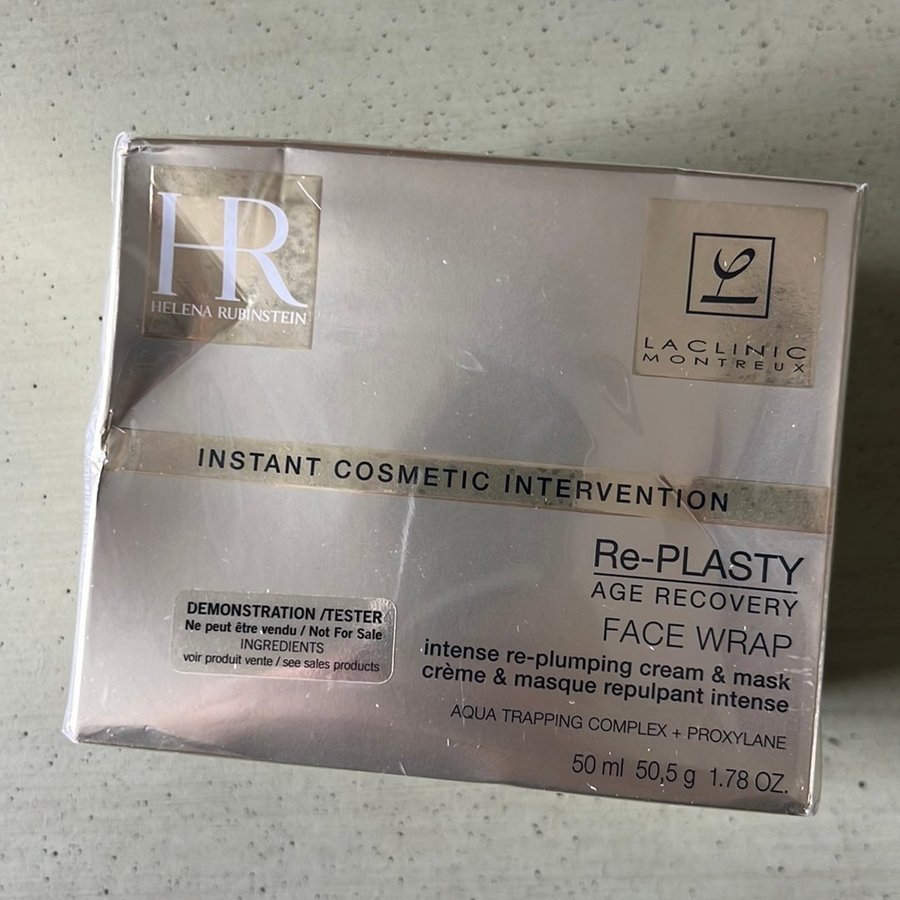 HR
HELENA RUBINSTEIN
LACLINIC
MONTREUX
INSTANT COSMETIC INTERVENTION
Re-PLASTY
AGE RECOVERY
FACE WRAP
intense re-plumping cream & mask
crème & masque repulpant intense
AQUA TRAPPING COMPLEX + PROXYLANE
50 ml 50,5 g 1.78 OZ.
DEMONSTRATION /TESTER
Ne peut être vendu / Not For Sale
INGREDIENTS
voir produit vente / see sales products